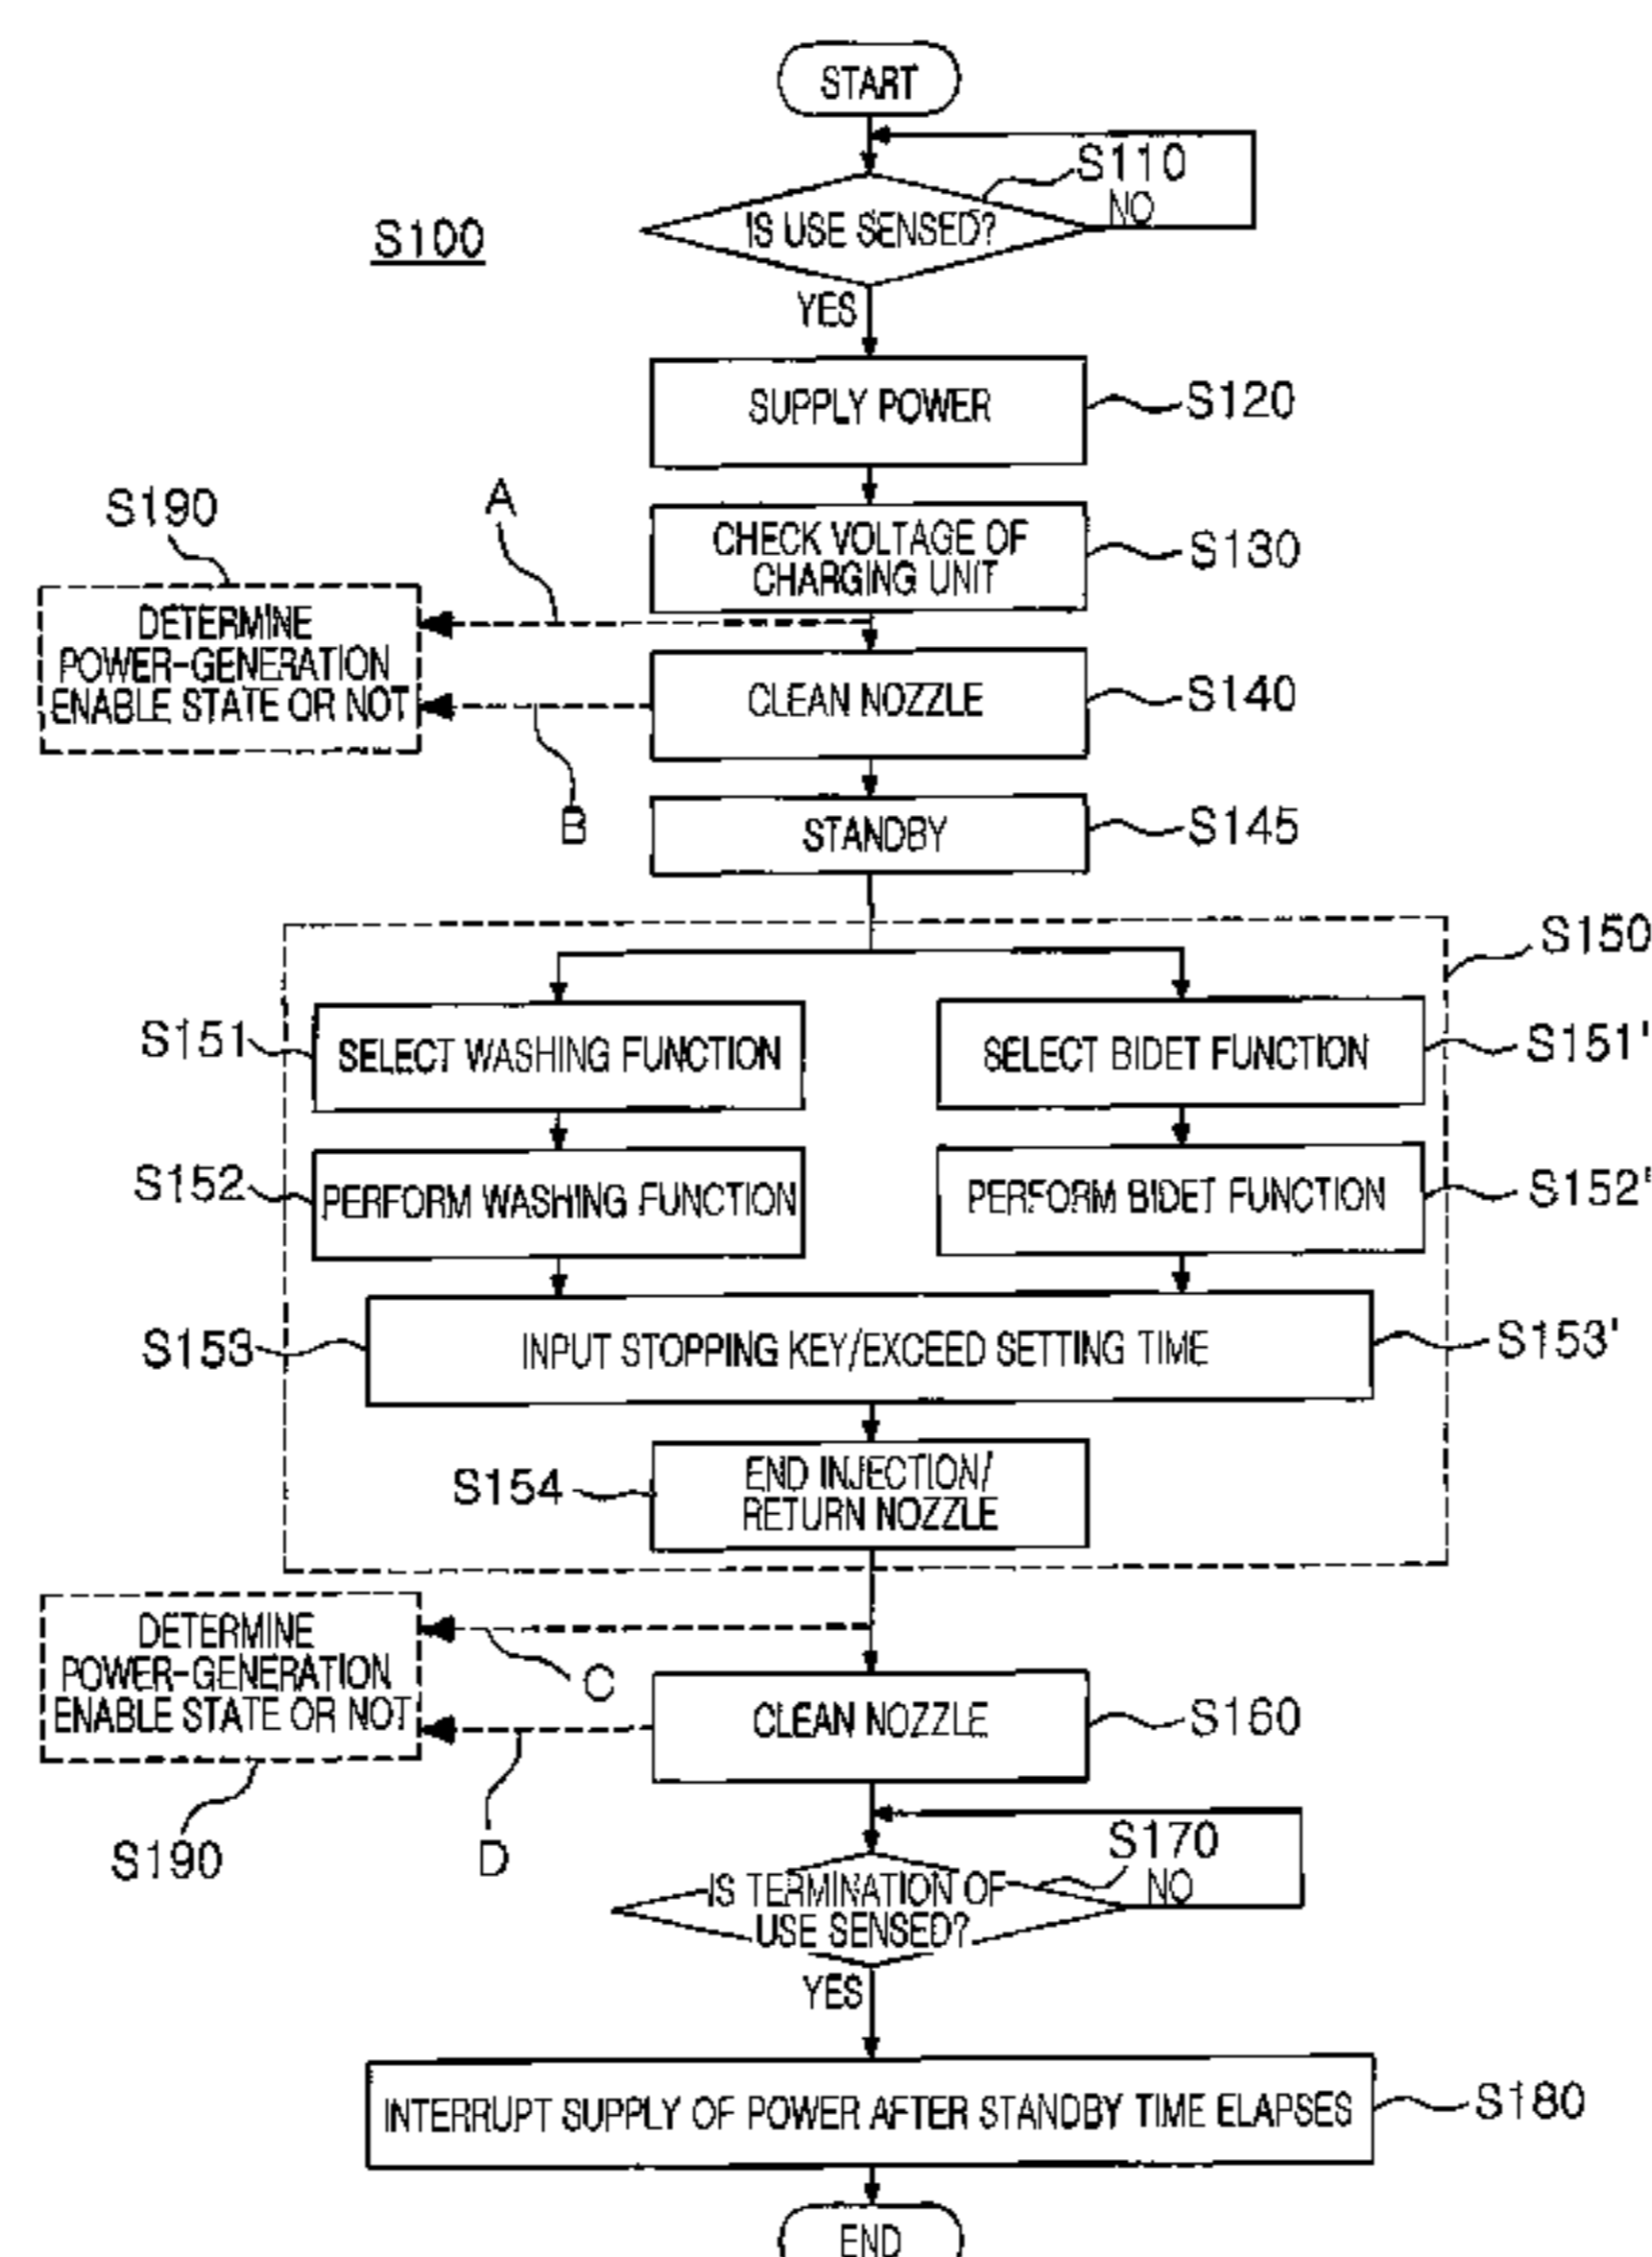 START
S110
NO
IS USE SENSED?
S100
YES
SUPPLY POWER
S120
S190
A
CHECK VOLTAGE OF
CHARGING UNIT
S130
DETERMINE
POWER-GENERATION
ENABLE STATE OR NOT
CLEAN NOZZLE
S140
B
STANDBY
S145
S150
S151
SELECT WASHING FUNCTION
SELECT BIDET FUNCTION
S151'
S152
PERFORM WASHING FUNCTION
PERFORM BIDET FUNCTION
S152'
S153
INPUT STOPPING KEY/EXCEED SETTING TIME
S153'
S154
END INJECTION/
RETURN NOZZLE
DETERMINE
POWER-GENERATION
ENABLE STATE OR NOT
C
CLEAN NOZZLE
S160
S190
D
S170
NO
IS TERMINATION OF
USE SENSED?
YES
INTERRUPT SUPPLY OF POWER AFTER STANDBY TIME ELAPSES
S180
END